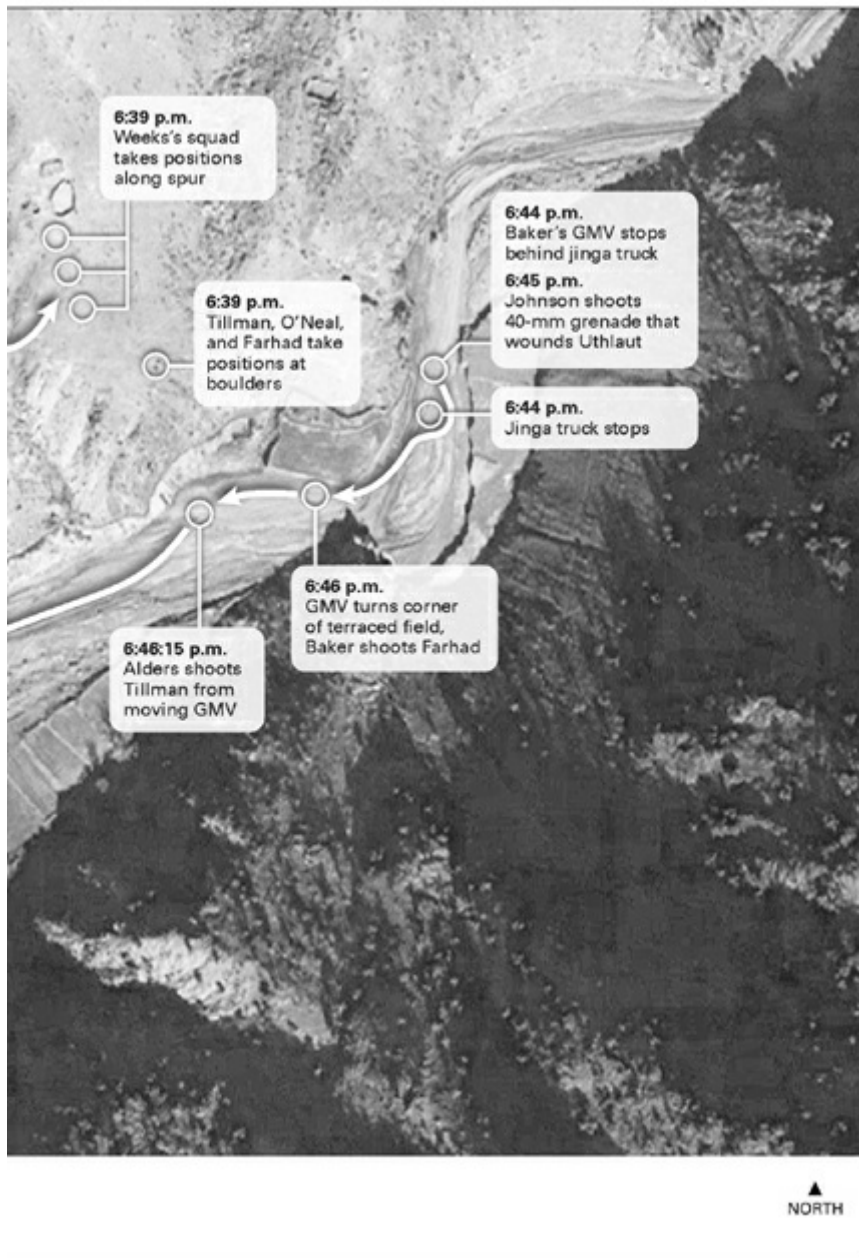 6:39 p.m.
Weeks's squad
takes positions
along spur
6:39 p.m.
Tillman, O'Neal,
and Farhad take
positions at
boulders
6:44 p.m.
Baker's GMV stops
behind jinga truck
6:45 p.m.
Johnson shoots
40-mm grenade that
wounds Uthlaut
6:44 p.m.
Jinga truck stops
6:46 p.m.
GMV turns corner
of terraced field,
Baker shoots Farhad
6:46:15 p.m.
Alders shoots
Tillman from
moving GMV
NORTH